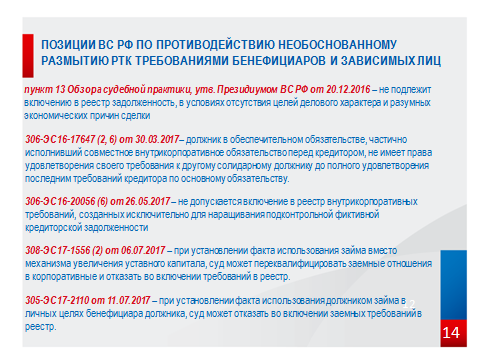 ПОЗИЦИИ ВС РФ ПО ПРОТИВОДЕЙСТВИЮ НЕОБОСНОВАННОМУ
РАЗМЫТИЮ РТК ТРЕБОВАНИЯМИ БЕНЕФИЦИАРОВ И ЗАВИСИМЫХ ЛИЦ
пункт 13 Обзора судебной практики, утв. Президиумом ВС РФ от 20.12.2016 – не подлежит
включению в реестр задолженность, в условиях отсутствия целей делового характера и разумных
экономических причин сделки
306-ЭС16-17647 (2, 6) от 30.03.2017– должник в обеспечительном обязательстве, частично
исполнивший совместное внутрикорпоративное обязательство перед кредитором, не имеет права
удовлетворения своего требования к другому солидарному должнику до полного удовлетворения
последним требований кредитора по основному обязательству.
306-ЭС16-20056 (6) от 26.05.2017– не допускается включение в реестр внутрикорпоративных
требований, созданных исключительно для наращивания подконтрольной фиктивной
кредиторской задолженности
308-ЭС17-1556 (2) от 06.07.2017 – при установлении факта использования займа вместо
механизма увеличения уставного капитала, суд может переквалифицировать заемные отношения
в корпоративные и отказать во включении требований в реестр.
305-ЭС17-2110 от 11.07.2017 – при установлении факта использования должником займа в
личных целях бенефициара должника, суд может отказать во включении заемных требований в
реестр.
2
14